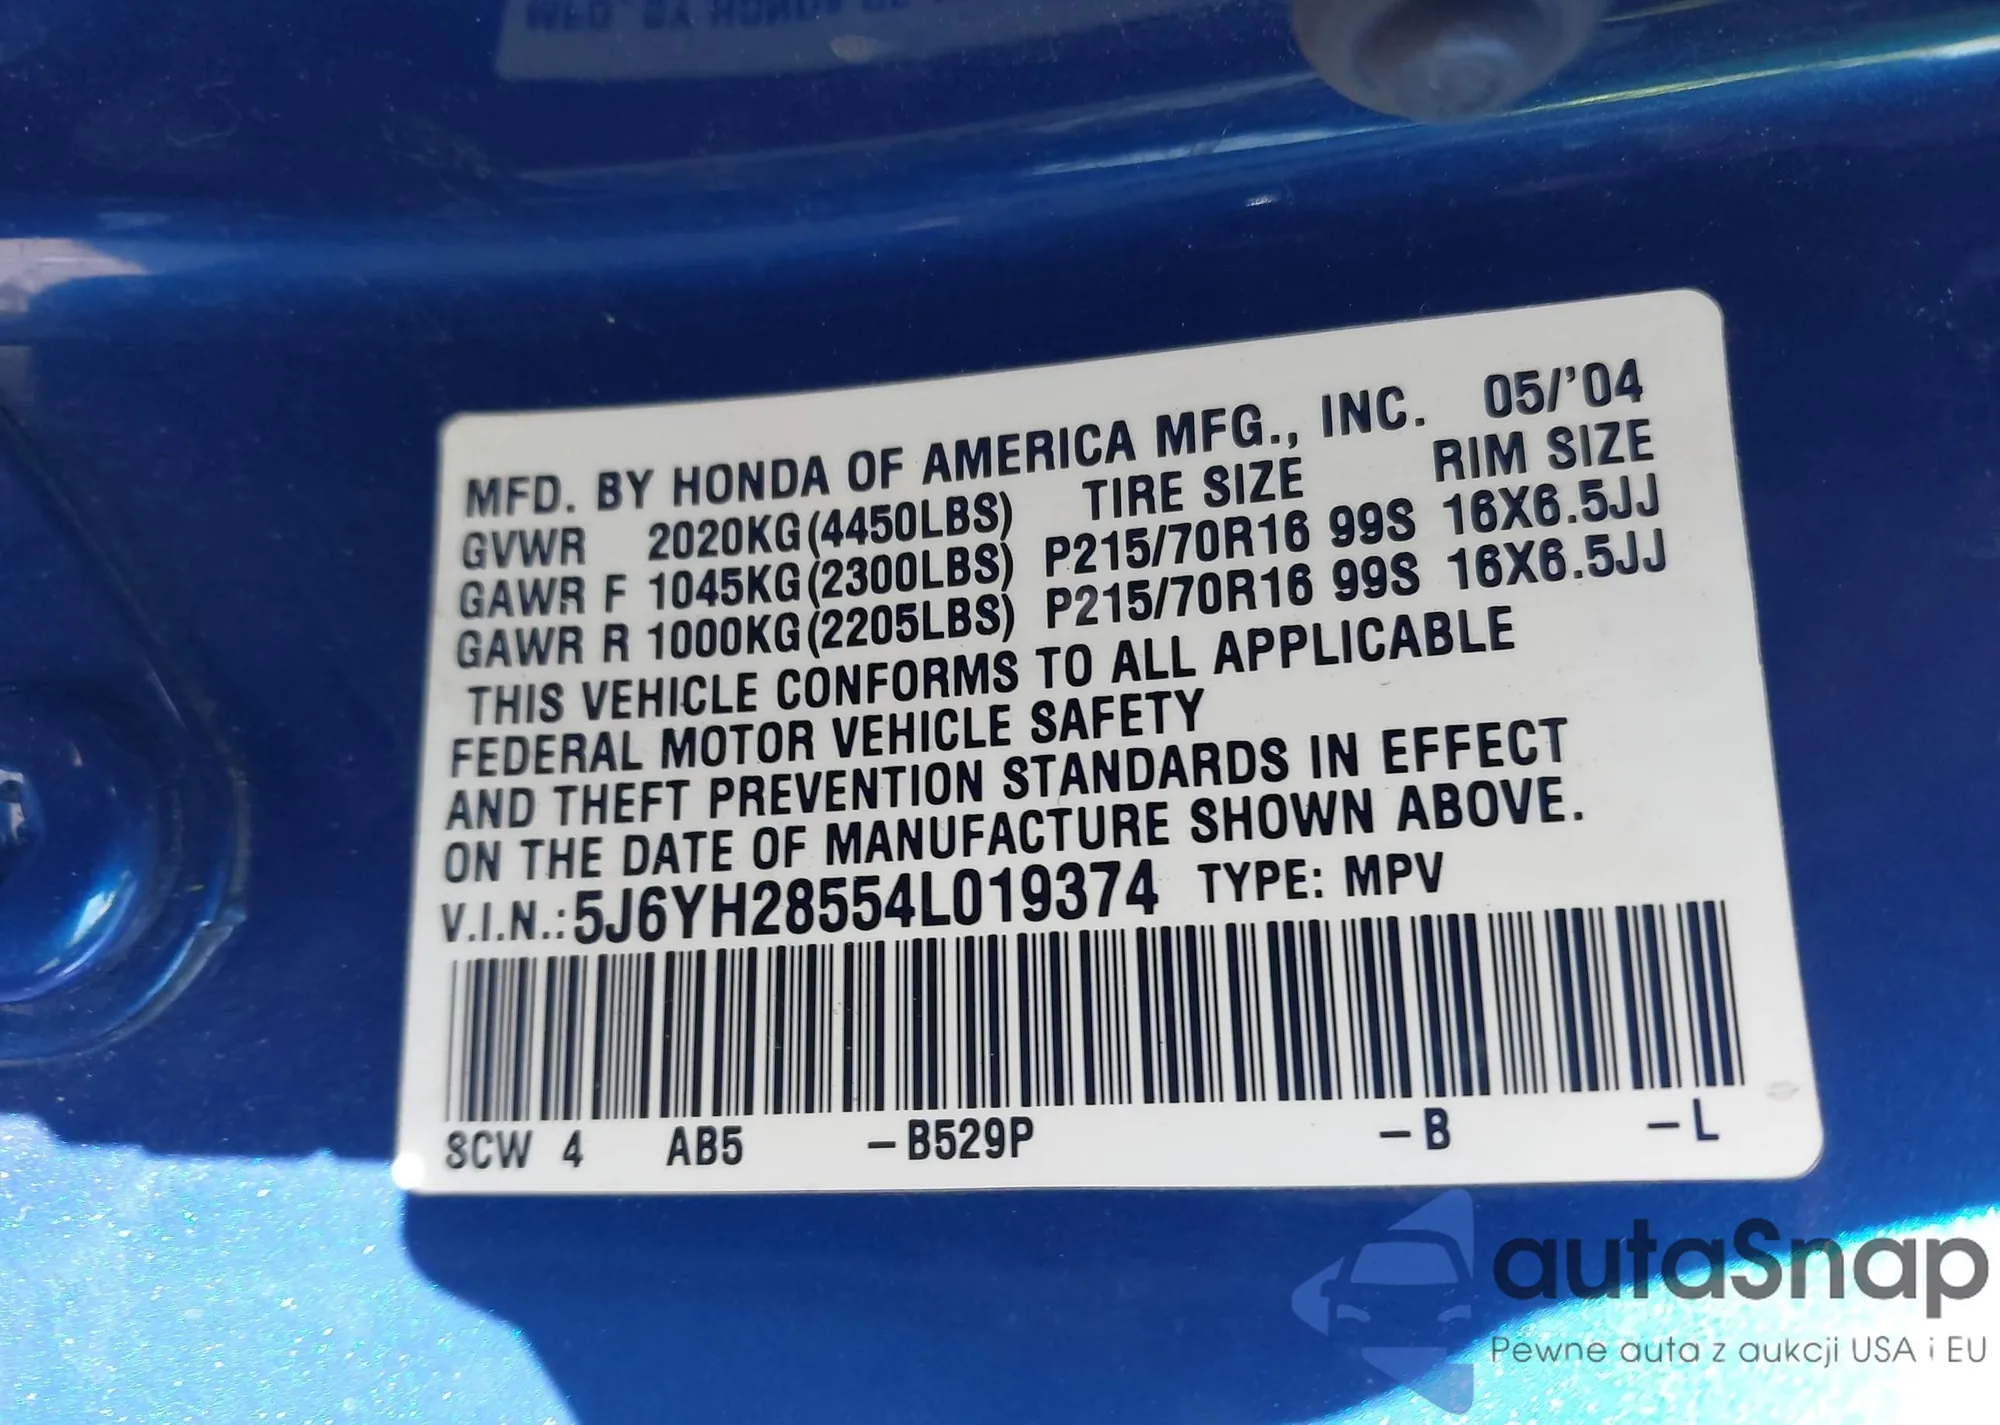 MFD. BY HONDA OF AMERICA MFG., INC. 05/'04
GVWR 2020KG(4450LBS) TIRE SIZE RIM SIZE
GAWR F 1045KG(2300LBS) P215/70R16 99S 16X6.5JJ
GAWR R 1000KG(2205LBS) P215/70R16 99S 16X6.5JJ
THIS VEHICLE CONFORMS TO ALL APPLICABLE
FEDERAL MOTOR VEHICLE SAFETY
AND THEFT PREVENTION STANDARDS IN EFFECT
ON THE DATE OF MANUFACTURE SHOWN ABOVE.
V.I.N.: 5J6YH28554L019374 TYPE: MPV
SCW 4 AB5 –B529P –B –L
autaSnap
Pewne auta z aukcji USA i EU